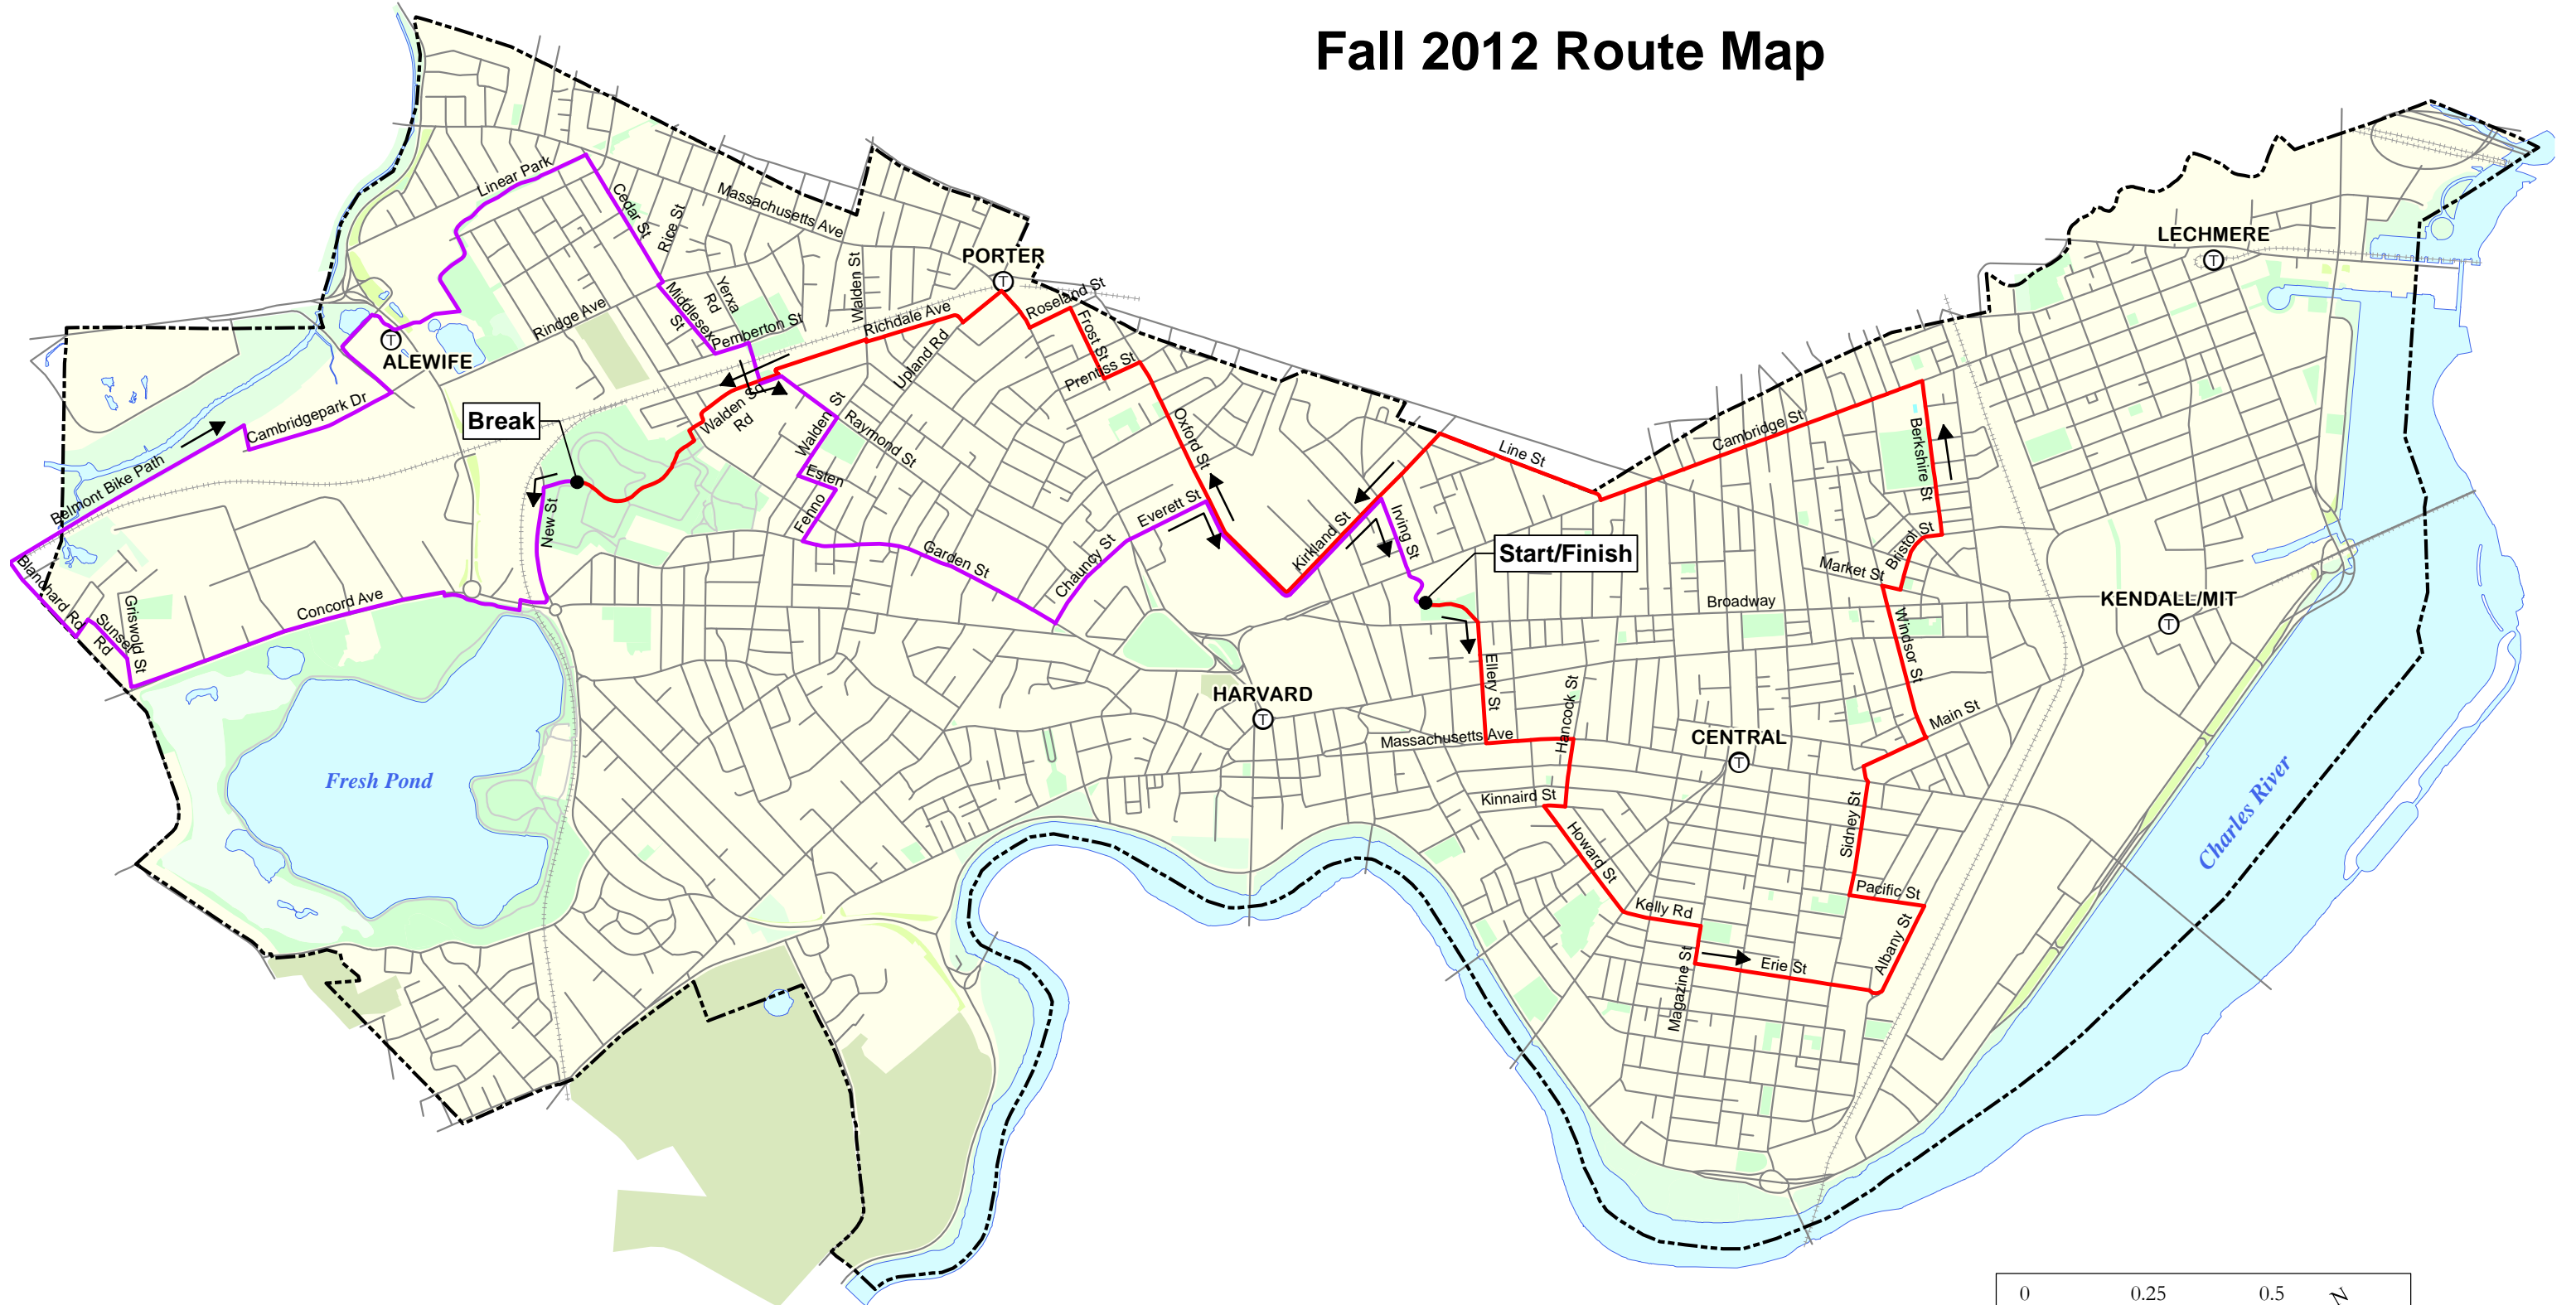 Fall 2012 Route Map
Linear Park
Cedar St
Rice St
Massachusetts Ave
PORTER
T
LECHMERE
T
Walden St
Yerxa
Rd
Middlesex
St
Pemberton St
Richdale Ave
Roseland St
Frost St
Prentiss St
Upland Rd
Rindge Ave
T
ALEWIFE
Break
Cambridgepark Dr
Walden Sq
Rd
Walden St
Raymond St
Oxford St
Line St
Cambridge St
Berkshire St
Belmont Bike Path
New St
Esten
Fenno
Everett St
Kirkland St
Irving St
Start/Finish
Bristol St
Market St
Garden St
Chauncy St
Blanchard Rd
Sunset
Rd
Griswold St
Concord Ave
Broadway
KENDALL/MIT
T
Windsor St
Ellery St
Hancock St
HARVARD
T
Massachusetts Ave
CENTRAL
T
Main St
Fresh Pond
Kinnaird St
Sidney St
Charles River
Howard St
Pacific St
Kelly Rd
Albany St
Magazine St
Erie St
0 0.25 0.5
N